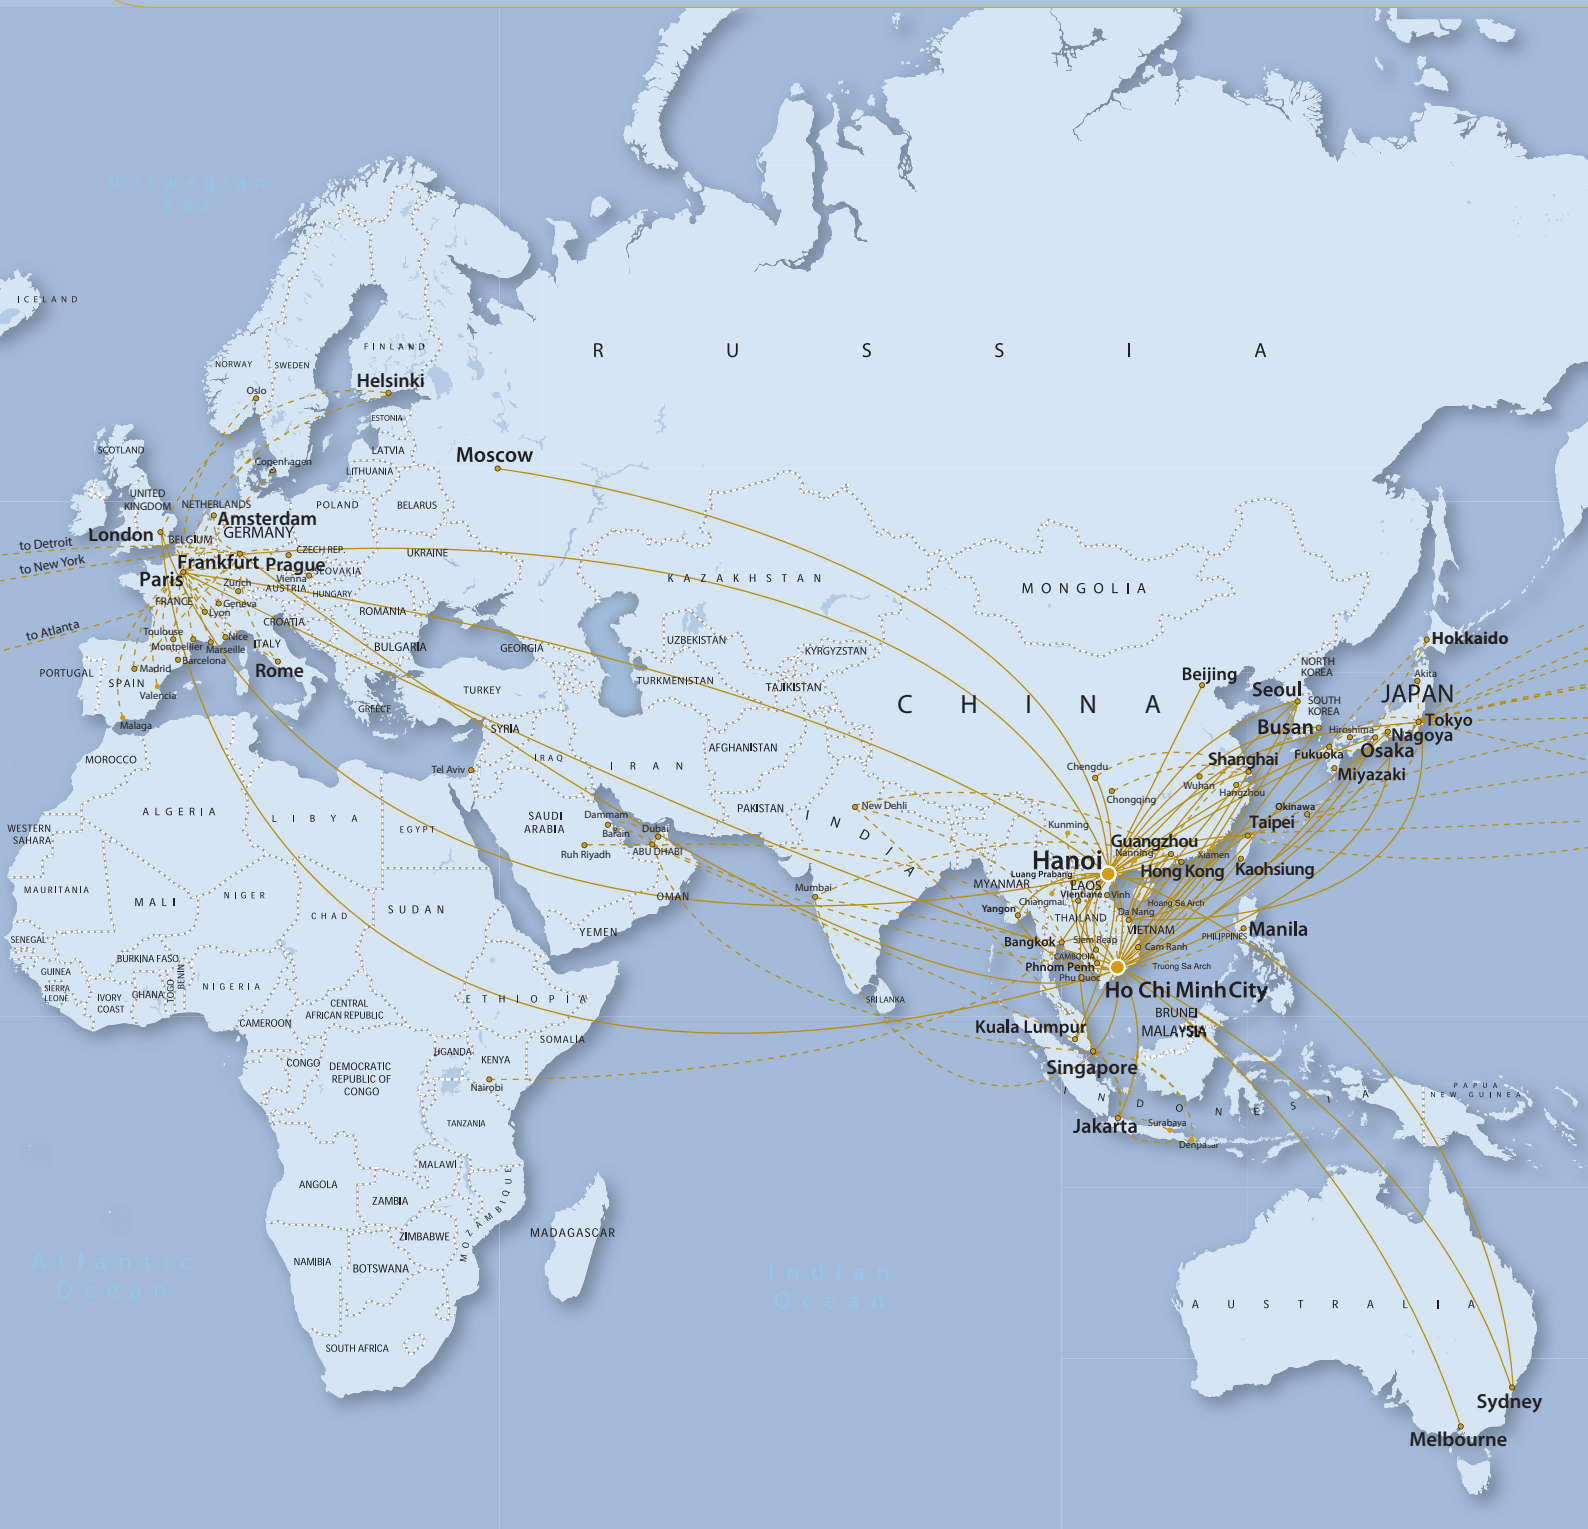 Norwegian
Sea
ICELAND
R U S S I A
FINLAND
NORWAY
SWEDEN
Helsinki
Oslo
ESTONIA
SCOTLAND
LATVIA
Moscow
Copenhagen
LITHUANIA
UNITED
KINGDOM
NETHERLANDS
POLAND
BELARUS
Amsterdam
London
BELGIUM
GERMANY
to Detroit
CZECH REP.
UKRAINE
to New York
Frankfurt
Prague
SLOVAKIA
Paris
Zurich
Vienna
AUSTRIA
HUNGARY
KAZAKHSTAN
MONGOLIA
FRANCE
Geneva
Lyon
ROMANIA
to Atlanta
CROATIA
Toulouse
Nice
Montpellier
Marseille
ITALY
BULGARIA
GEORGIA
UZBEKISTAN
KYRGYZSTAN
Hokkaido
Barcelona
PORTUGAL
Madrid
Rome
SPAIN
Valencia
TURKMENISTAN
TAJIKISTAN
Beijing
NORTH
KOREA
Akita
TURKEY
Seoul
JAPAN
GREECE
C H I N A
SOUTH
KOREA
Malaga
SYRIA
Busan
Hiroshima
Tokyo
Nagoya
MOROCCO
IRAQ
IRAN
AFGHANISTAN
Shanghai
Fukuoka
Osaka
Tel Aviv
Chengdu
Miyazaki
Wuhan
Hangzhou
Chongqing
ALGERIA
LIBYA
EGYPT
SAUDI
ARABIA
Dammam
PAKISTAN
New Dehli
Okinawa
WESTERN
SAHARA
Barain
Dubai
INDIA
Kunming
Taipei
Ruh Riyadh
ABU DHABI
Guangzhou
Hanoi
Nanning
Xiamen
Hong Kong
Kaohsiung
Luang Prabang
MAURITANIA
MALI
NIGER
CHAD
SUDAN
OMAN
Mumbai
MYANMAR
LAOS
Vientiane
Vinh
Chiangmai
Hoang Sa Arch
Yangon
Da Nang
THAILAND
SENEGAL
YEMEN
VIETNAM
Manila
PHILIPPINES
Bangkok
Siem Reap
Cam Ranh
BURKINA FASO
BENIN
CAMBODIA
GUINEA
Phnom Penh
Truong Sa Arch
Phu Quoc
SIERRA
LEONE
IVORY
COAST
GHANA
TOGO
NIGERIA
ETHIOPIA
SRI LANKA
Ho Chi Minh City
CENTRAL
AFRICAN REPUBLIC
CAMEROON
BRUNEI
Kuala Lumpur
MALAYSIA
SOMALIA
UGANDA
KENYA
CONGO
DEMOCRATIC
REPUBLIC OF
CONGO
Singapore
Nairobi
INDONESIA
PAPUA
NEW GUINEA
TANZANIA
Jakarta
Surabaya
Denpasar
MALAWI
ANGOLA
ZAMBIA
MOZAMBIQUE
MADAGASCAR
ZIMBABWE
Atlantic
Ocean
NAMIBIA
BOTSWANA
Indian
Ocean
AUSTRALIA
SOUTH AFRICA
Sydney
Melbourne